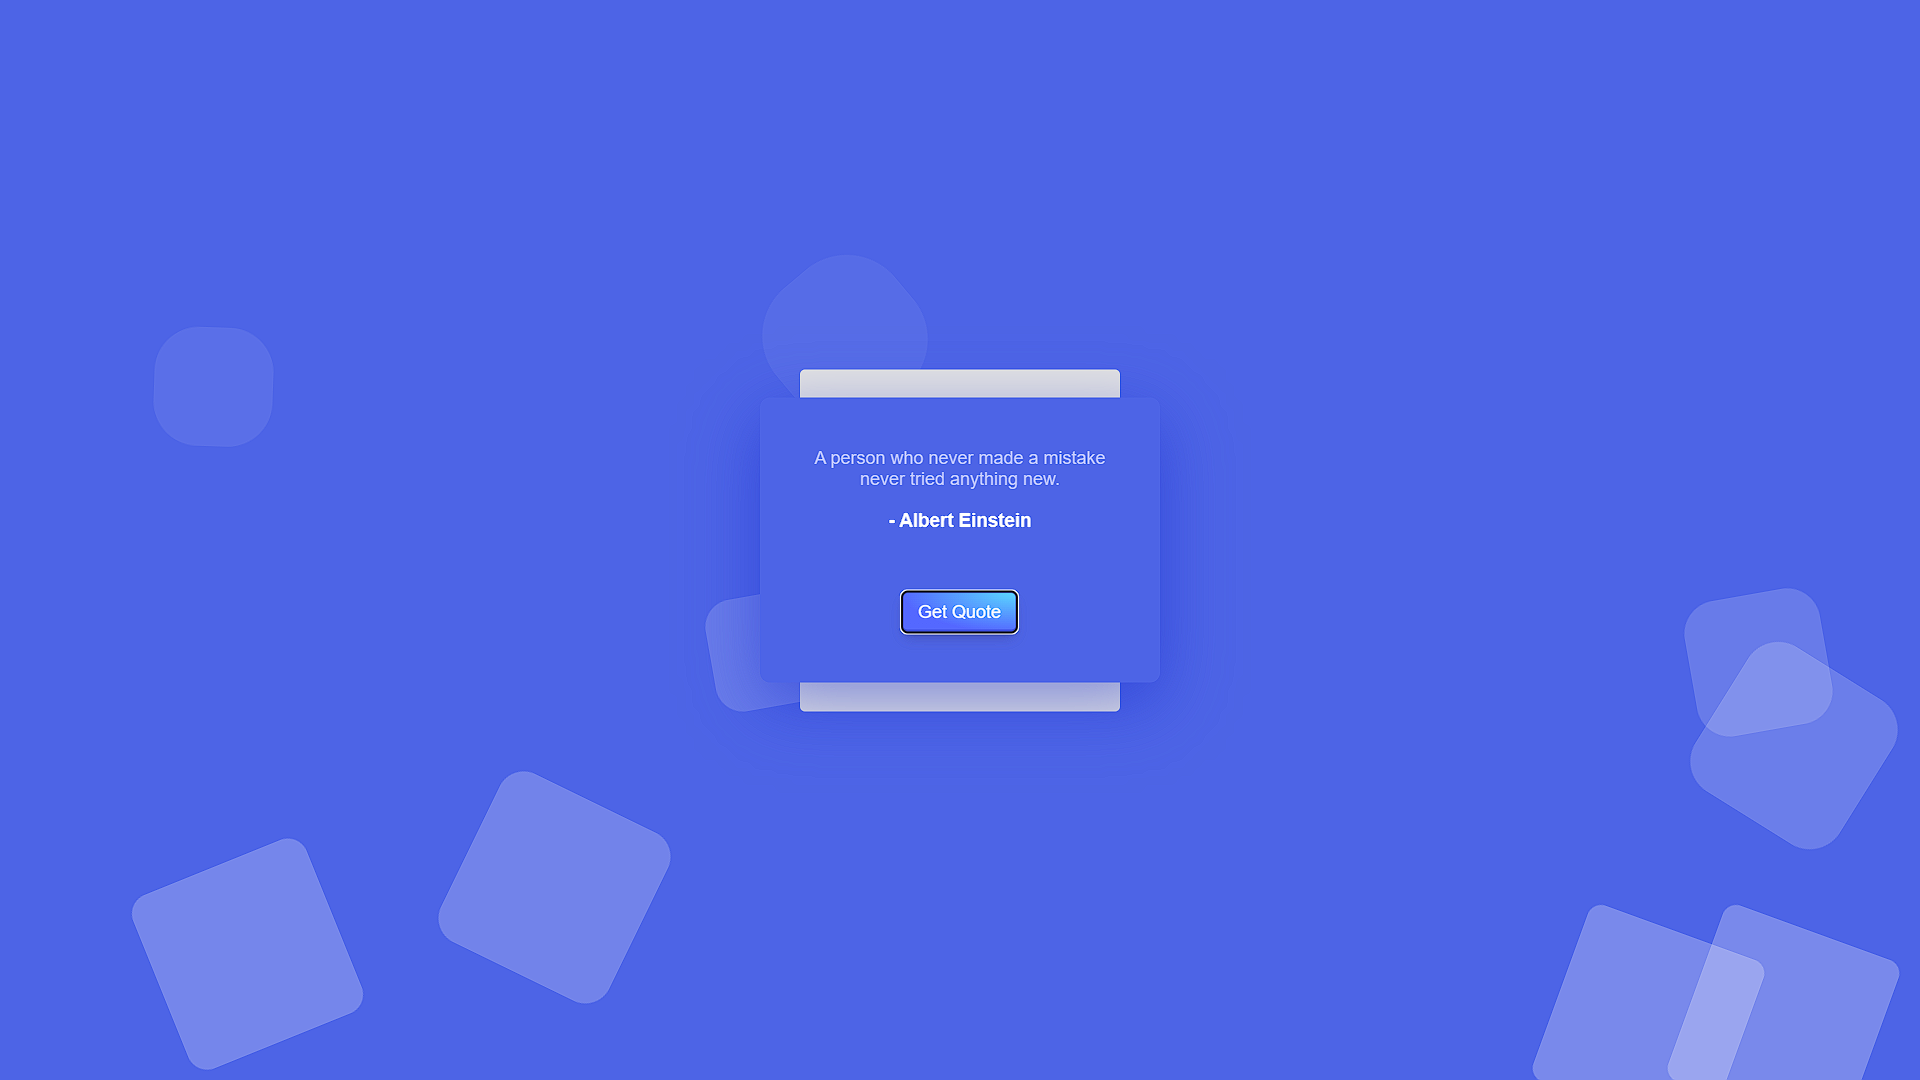 A person who never made a mistake
never tried anything new.
- Albert Einstein
Get Quote